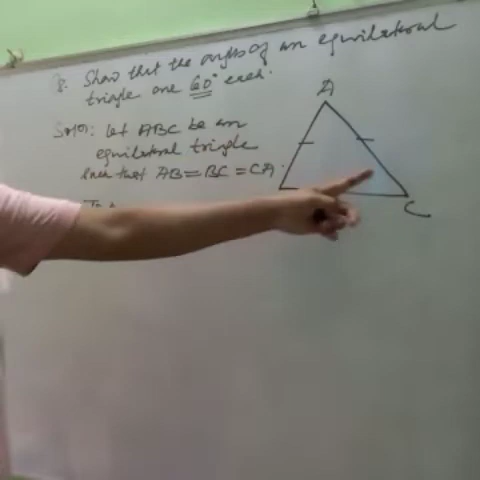 8. Show that the angles of an equilateral
triangle are 60° each.
Soln: let ABC be an
equilateral triangle
such that AB = BC = CA.
To
A
C